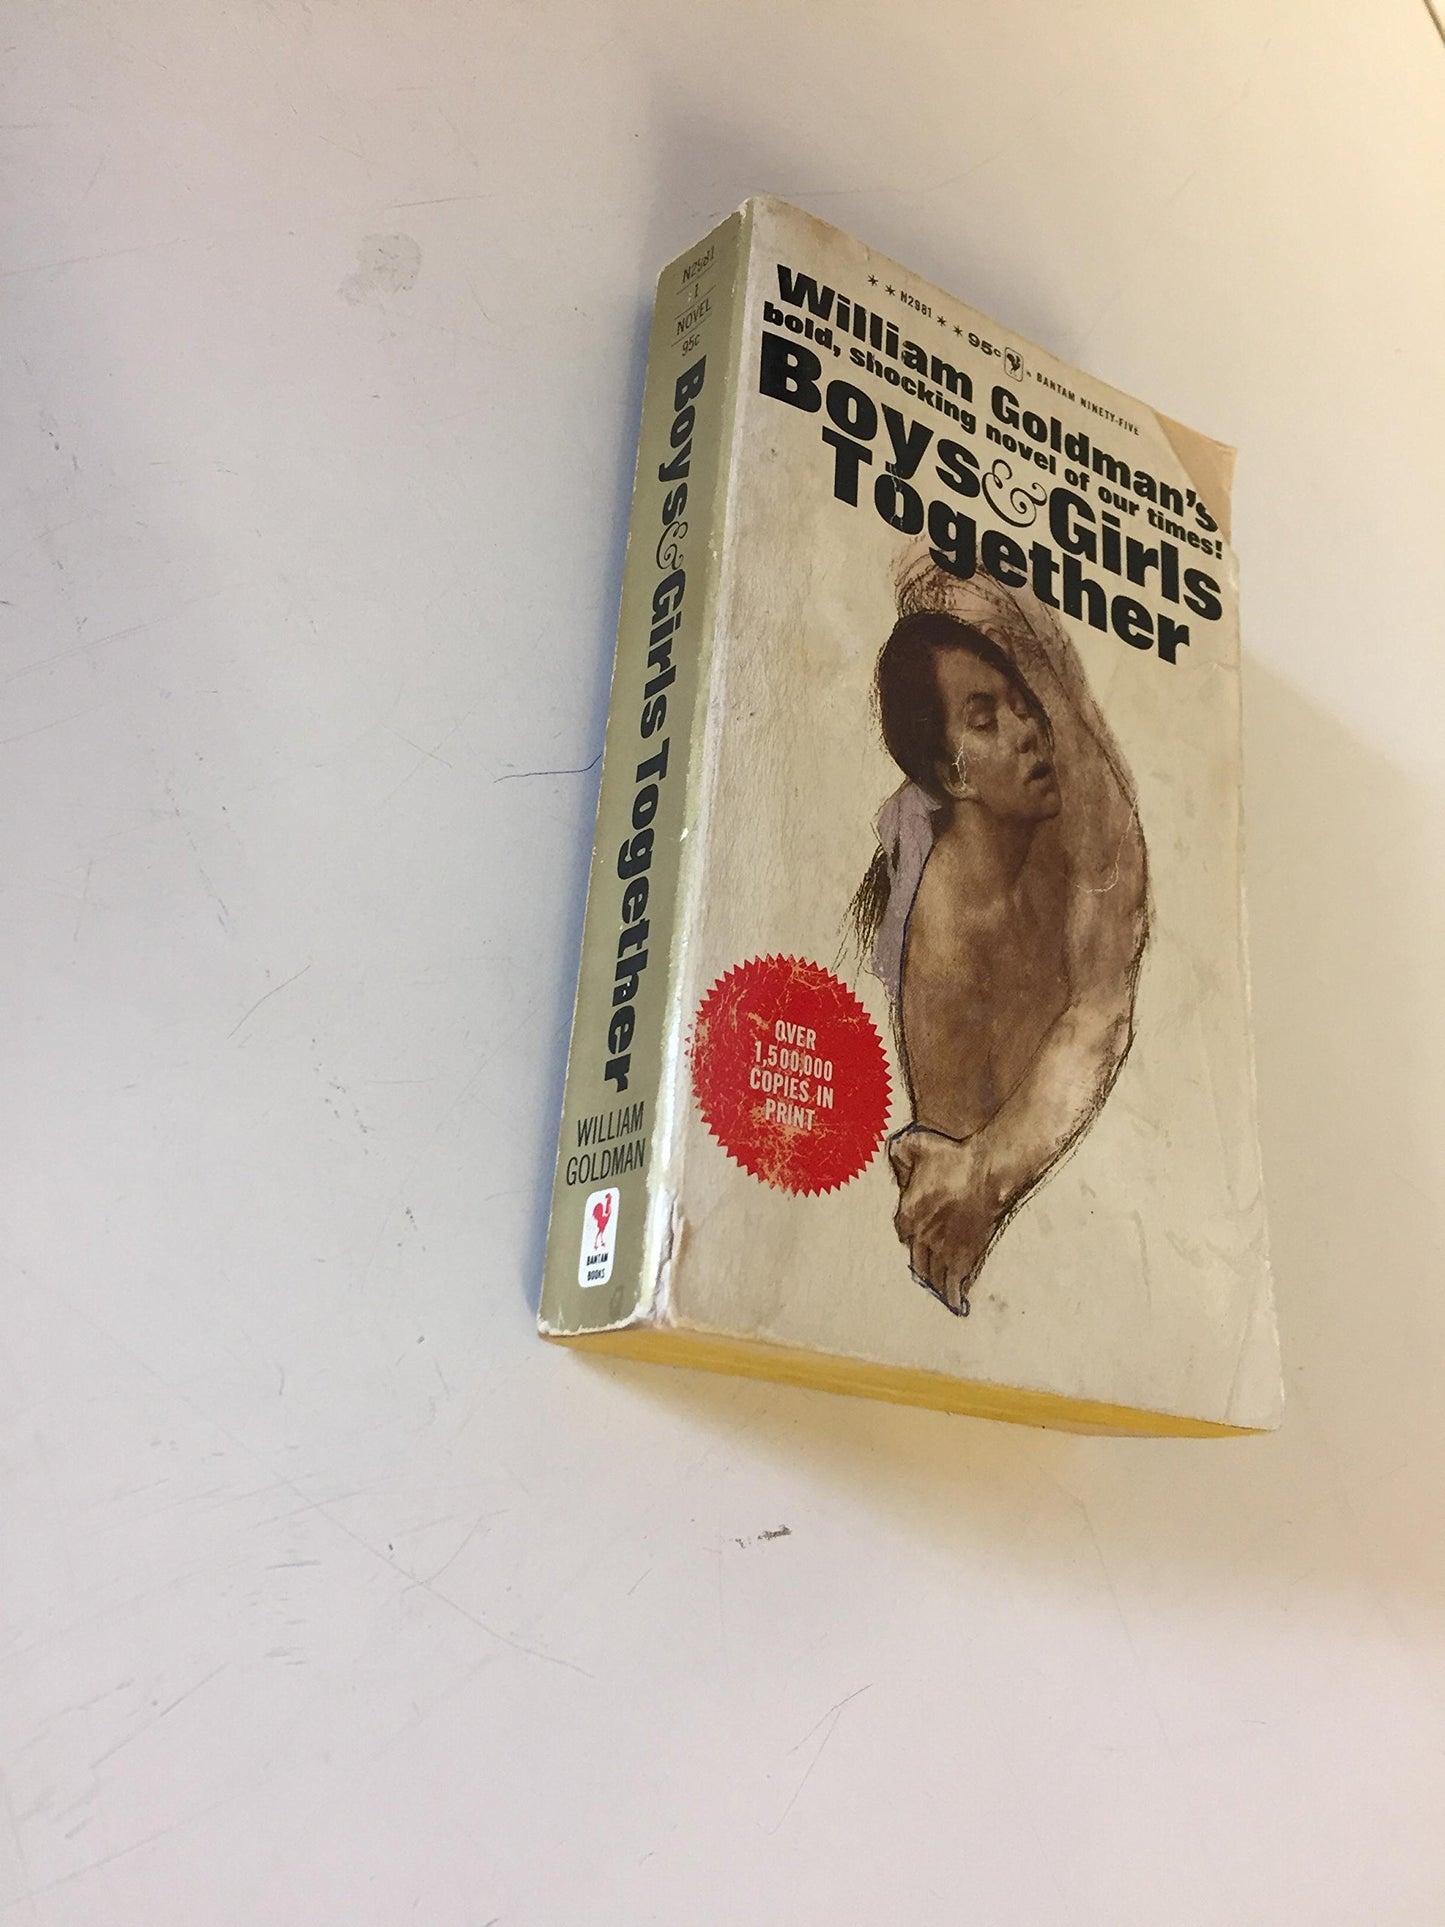 N2981
1
NOVEL
95c
Boys & Girls Together
WILLIAM
GOLDMAN
BANTAM
BOOKS
* * N2981 * * 95c * BANTAM NINETY-FIVE
William Goldman's
bold, shocking novel of our times!
Boys & Girls
Together
OVER
1,500,000
COPIES IN
PRINT